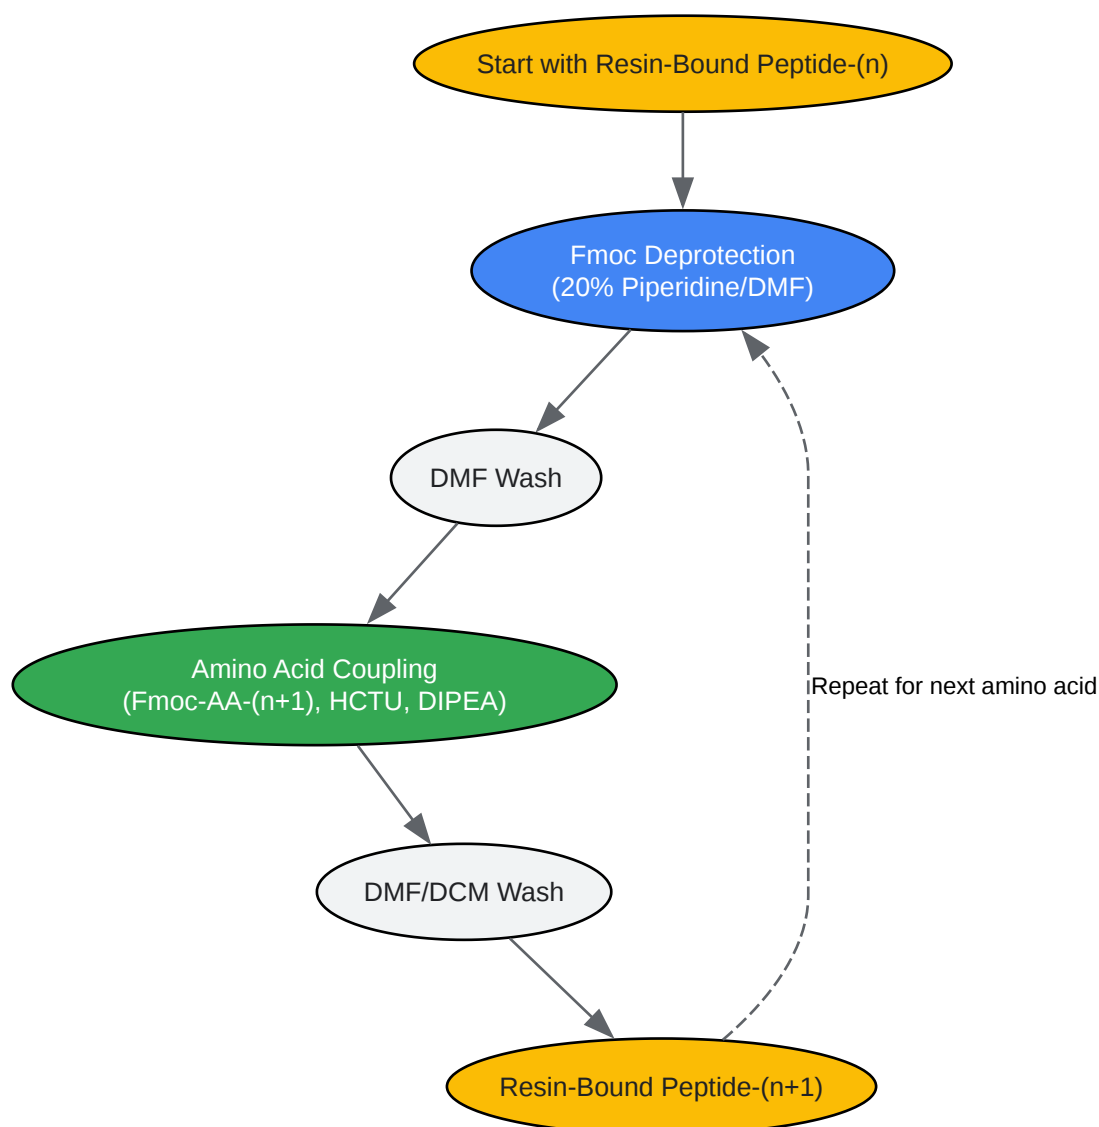 Start with Resin-Bound Peptide-(n)
Fmoc Deprotection
(20% Piperidine/DMF)
DMF Wash
Amino Acid Coupling
(Fmoc-AA-(n+1), HCTU, DIPEA)
Repeat for next amino acid
DMF/DCM Wash
Resin-Bound Peptide-(n+1)